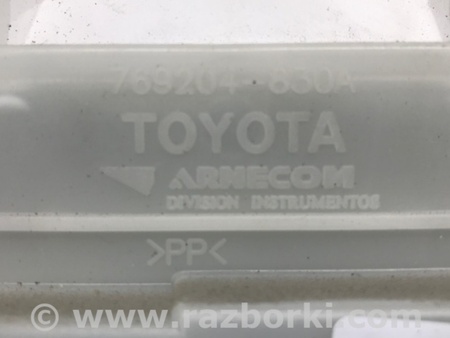 769204-830A
TOYOTA
ARNECOM
DIVISION INSTRUMENTOS
>PP<
© www.razborki.com